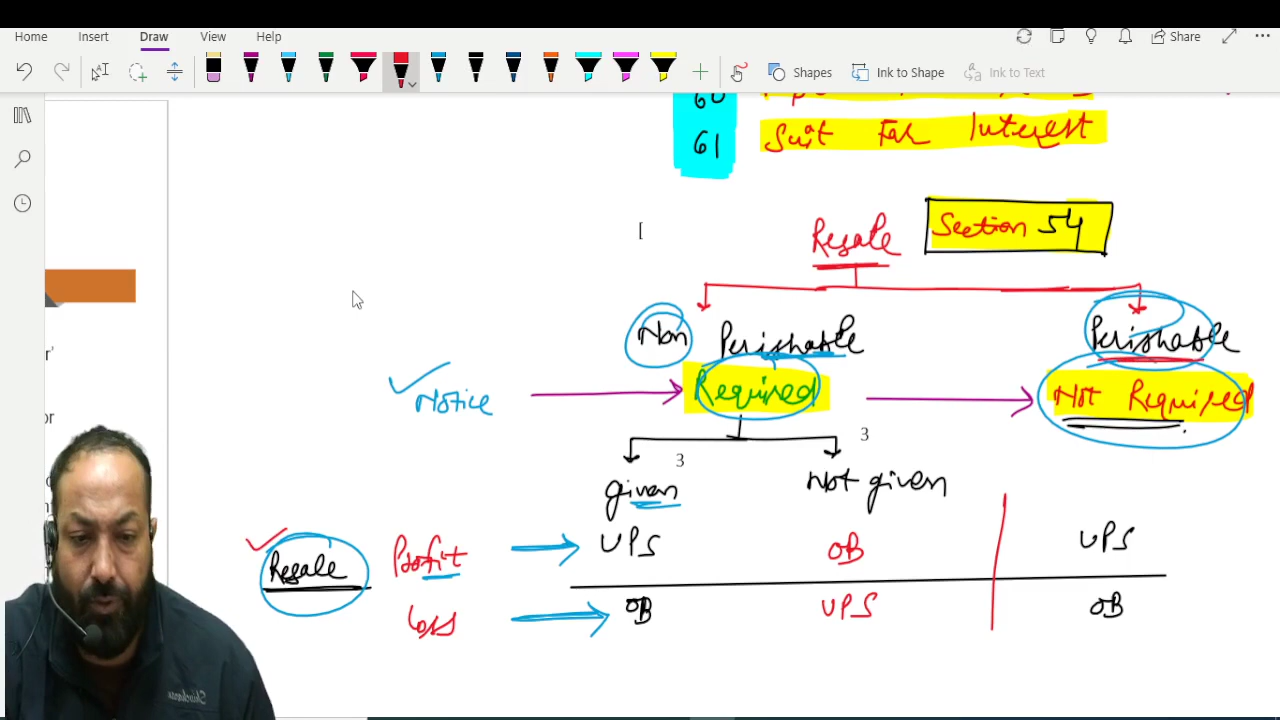 Home Insert Draw View Help Share
Shapes Ink to Shape Ink to Text
60
61 Suit For Interest
[
Resale Section 54
Non Perishable Perishable
Notice Required Not Required
3
3
given Not given
Resale Profit UPS OB UPS
Loss OB UPS OB
or